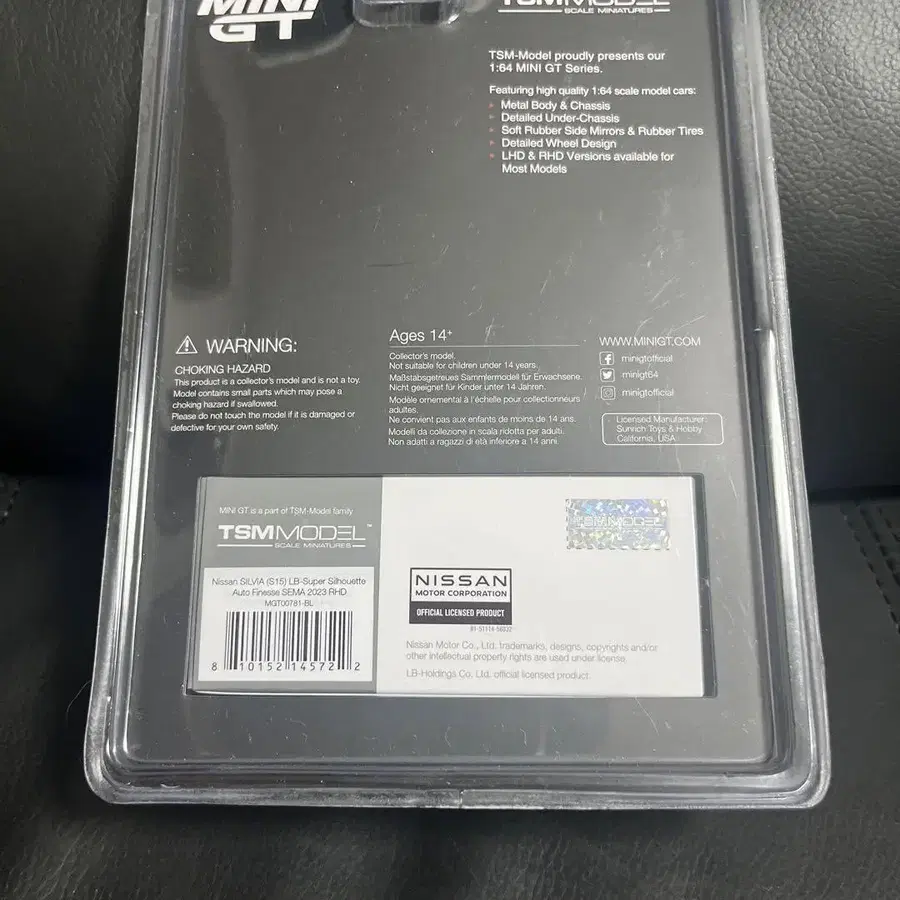 MINI
GT
TSMMODEL
SCALE MINIATURES
TSM-Model proudly presents our
1:64 MINI GT Series.
Featuring high quality 1:64 scale model cars:
Metal Body & Chassis
Detailed Under-Chassis
Soft Rubber Side Mirrors & Rubber Tires
Detailed Wheel Design
LHD & RHD Versions available for
Most Models
WARNING:
CHOKING HAZARD
This product is a collector's model and is not a toy.
Model contains small parts which may pose a
choking hazard if swallowed.
Please do not touch the model if it is damaged or
defective for your own safety.
Ages 14+
Collector's model.
Not suitable for children under 14 years.
Maßstabsgetreues Sammlermodell für Erwachsene.
Nicht geeignet für Kinder unter 14 Jahren.
Modèle ornemental à l'échelle pour collectionneurs
adultes.
Ne convient pas aux enfants de moins de 14 ans.
Modelli da collezione in scala ridotta per adulti.
Non adatti a ragazzi di età inferiore a 14 anni.
WWW.MINIGT.COM
minigtofficial
minigt64
minigtofficial
Licensed Manufacturer:
Sunrich Toys & Hobby
California, USA
MINI GT is a part of TSM-Model family
TSMMODEL™
SCALE MINIATURES
Nissan SILVIA (S15) LB-Super Silhouette
Auto Finesse SEMA 2023 RHD
MGT00781-BL
8 10152 14572 2
TSMMODEL
NISSAN
MOTOR CORPORATION
OFFICIAL LICENSED PRODUCT
Nissan Motor Co., Ltd. trademarks, designs, copyrights and/or
other intellectual property rights are used under license.
LB-Holdings Co. Ltd. official licensed product.